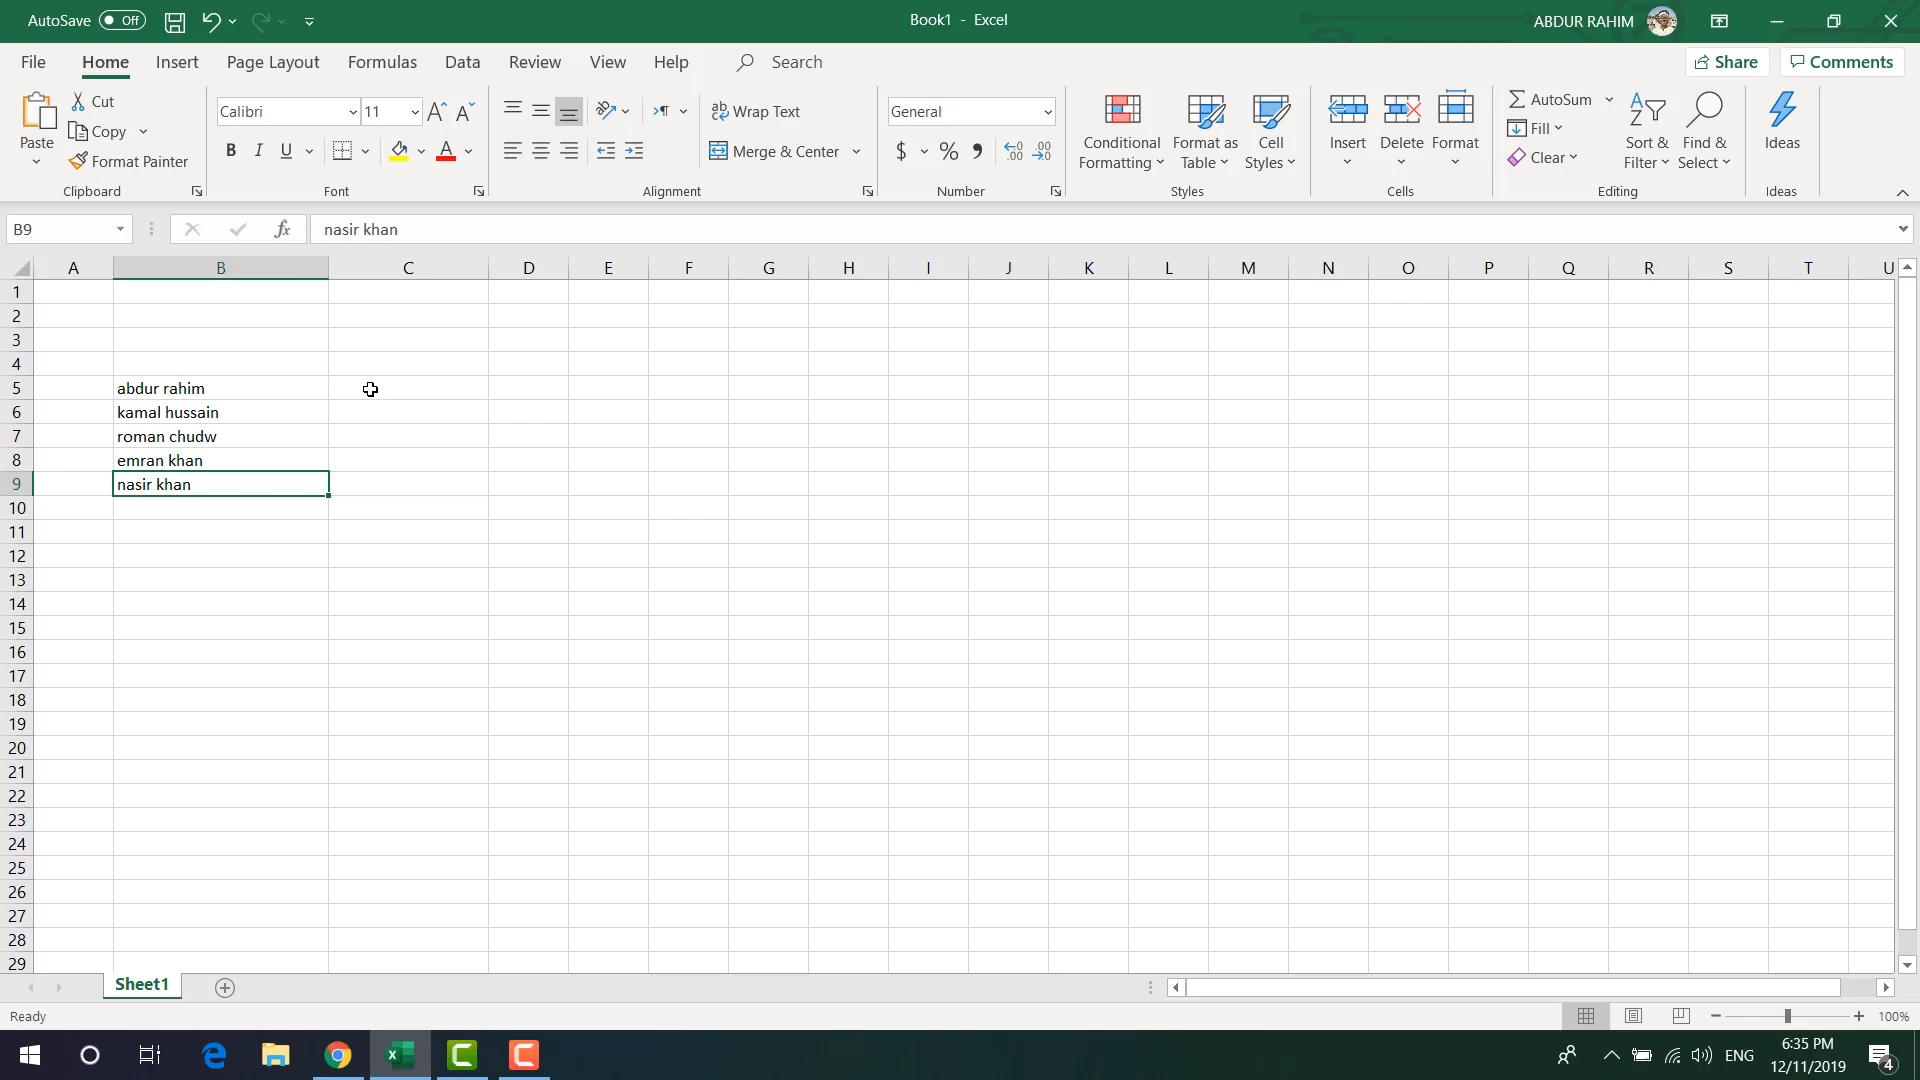 AutoSave Off
Book1 - Excel
ABDUR RAHIM
File Home Insert Page Layout Formulas Data Review View Help Search
Share Comments
Paste
Cut
Copy
Format Painter
Clipboard
Calibri 11
B I U A
Font
ab Wrap Text
Merge & Center
Alignment
General
$ % ,
Number
Conditional Formatting
Format as Table
Cell Styles
Styles
Insert Delete Format
Cells
AutoSum
Fill
Clear
Sort & Filter
Find & Select
Editing
Ideas
Ideas
B9
fx
nasir khan
A B C D E F G H I J K L M N O P Q R S T U
1
2
3
4
5 abdur rahim
6 kamal hussain
7 roman chudw
8 emran khan
9 nasir khan
10
11
12
13
14
15
16
17
18
19
20
21
22
23
24
25
26
27
28
29
Sheet1
Ready
100%
ENG
6:35 PM
12/11/2019
4